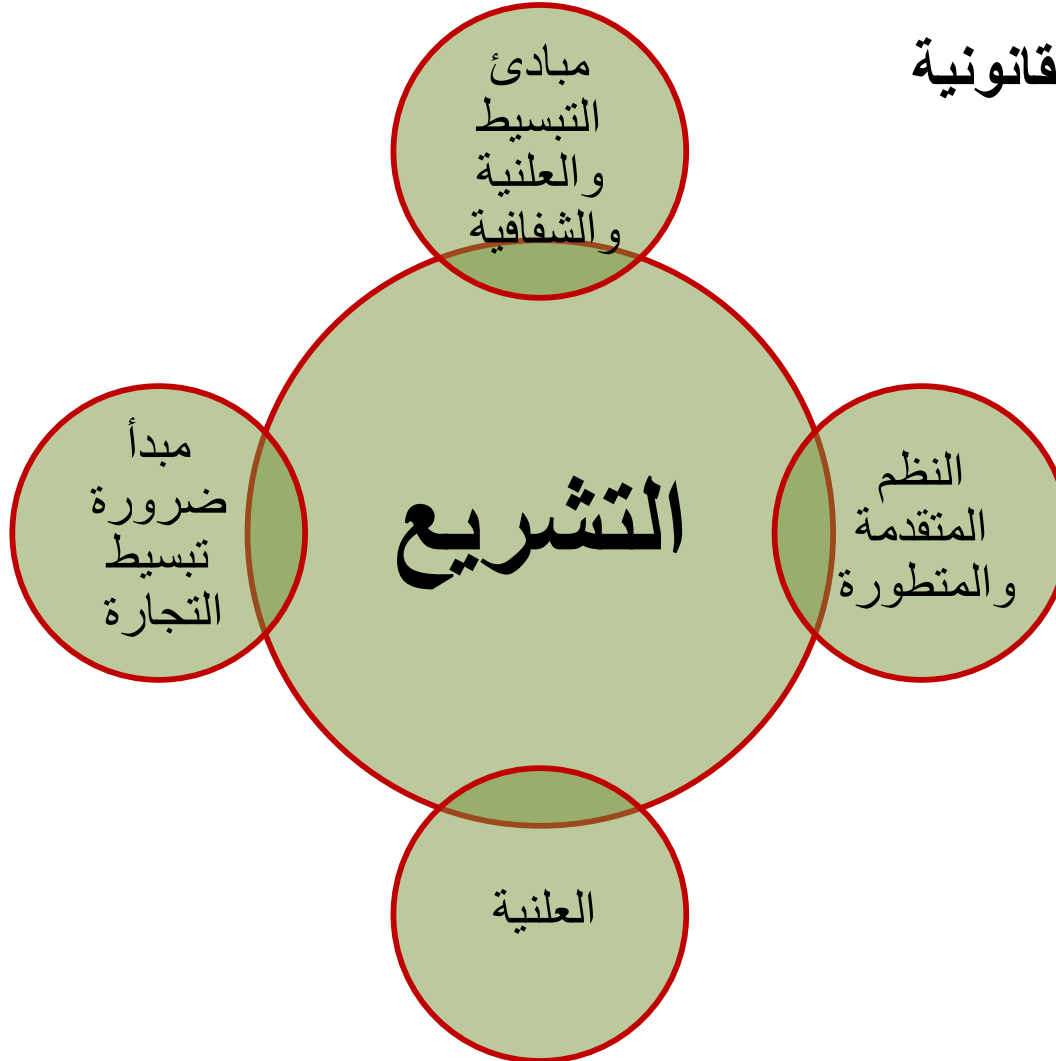 قانونية
مبادئ
التبسيط
والعلنية
والشفافية
النظم
المتقدمة
والمتطورة
التشريع
مبدأ
ضرورة
تبسيط
التجارة
العلنية